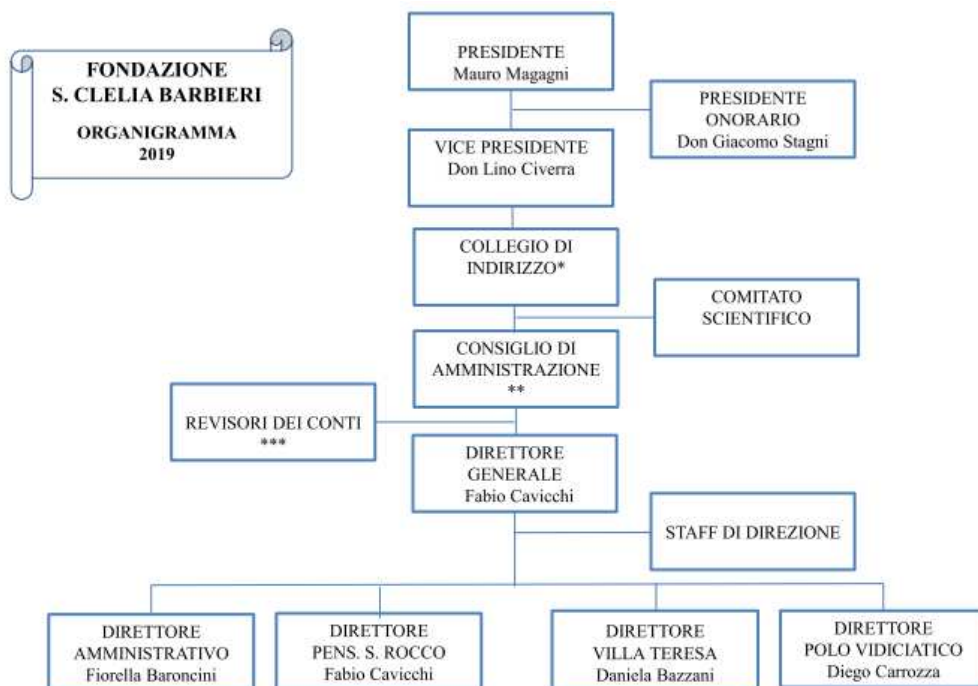 FONDAZIONE
S. CLELIA BARBIERI
ORGANIGRAMMA
2019
PRESIDENTE
Mauro Magagni
PRESIDENTE
ONORARIO
Don Giacomo Stagni
VICE PRESIDENTE
Don Lino Civerra
COLLEGIO DI
INDIRIZZO*
COMITATO
SCIENTIFICO
CONSIGLIO DI
AMMINISTRAZIONE
**
REVISORI DEI CONTI
***
DIRETTORE
GENERALE
Fabio Cavicchi
STAFF DI DIREZIONE
DIRETTORE
AMMINISTRATIVO
Fiorella Baroncini
DIRETTORE
PENS. S. ROCCO
Fabio Cavicchi
DIRETTORE
VILLA TERESA
Daniela Bazzani
DIRETTORE
POLO VIDICIATICO
Diego Carrozza